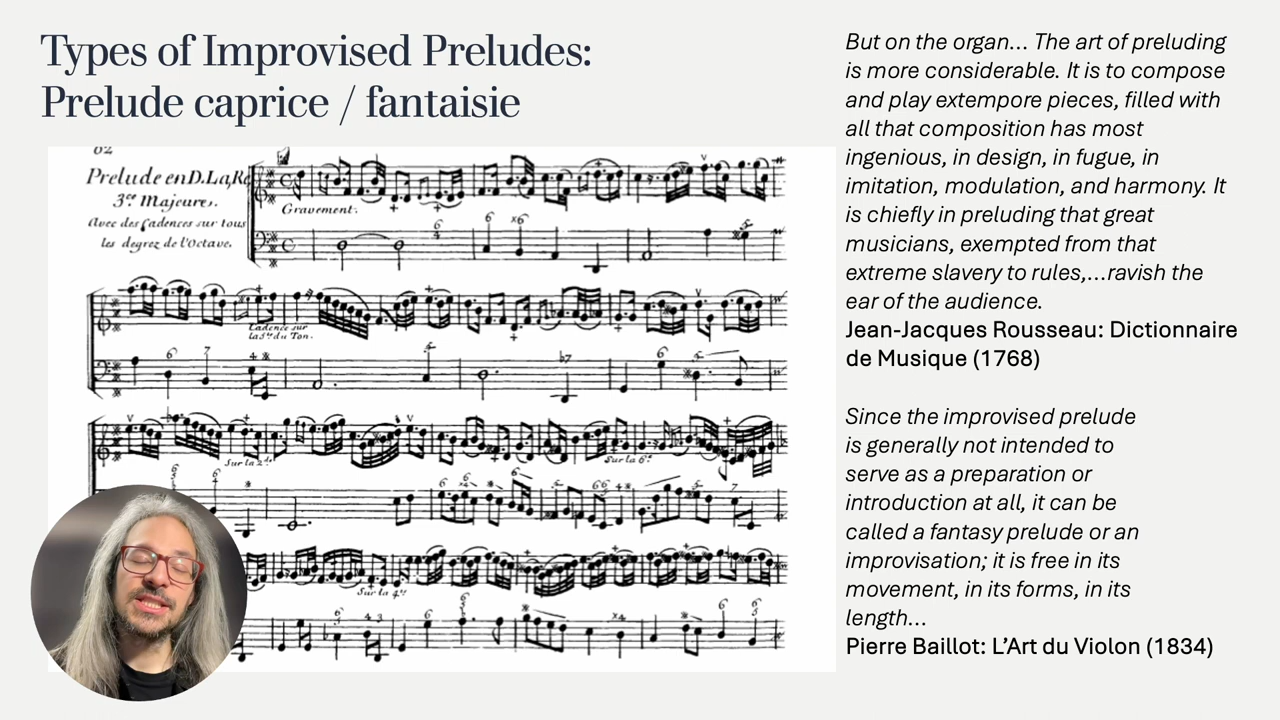 Types of Improvised Preludes:
Prelude caprice / fantaisie
82
Prelude en D.La,Re
3.ce Majeure.
Avec des Cadences sur tous
les degrez de l'Octave.
Gravement.
Cadence sur
la 5.te du Ton.
Sur la 2.de
Sur la 6.e
Sur la 4.te
But on the organ... The art of preluding
is more considerable. It is to compose
and play extempore pieces, filled with
all that composition has most
ingenious, in design, in fugue, in
imitation, modulation, and harmony. It
is chiefly in preluding that great
musicians, exempted from that
extreme slavery to rules,...ravish the
ear of the audience.
Jean-Jacques Rousseau: Dictionnaire
de Musique (1768)
Since the improvised prelude
is generally not intended to
serve as a preparation or
introduction at all, it can be
called a fantasy prelude or an
improvisation; it is free in its
movement, in its forms, in its
length...
Pierre Baillot: L’Art du Violon (1834)